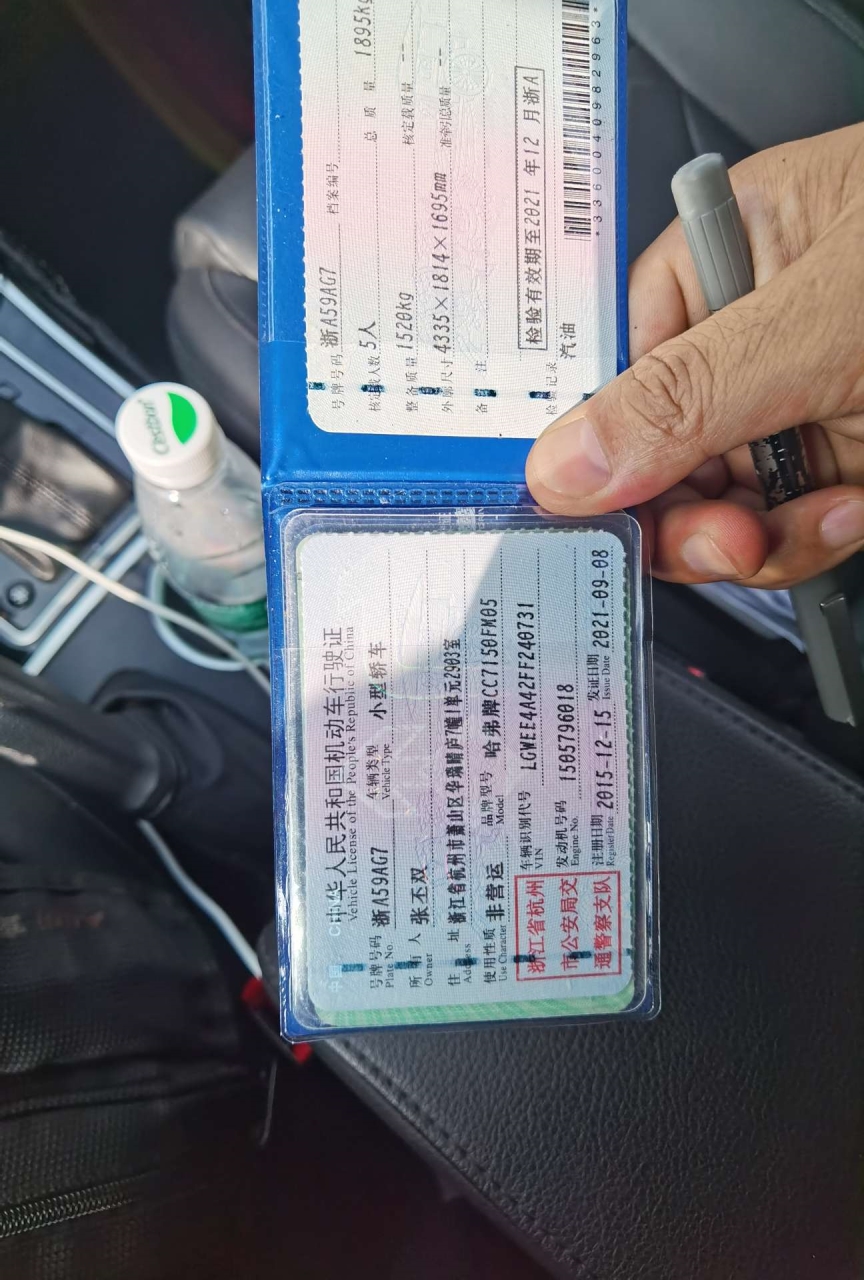 中华人民共和国机动车行驶证
Vehicle License of the People's Republic of China
号牌号码 浙A59AG7 车辆类型 小型轿车
Plate No. Vehicle Type
所有人 张丕双
Owner
住址 浙江省杭州市萧山区华瑞晴庐7幢1单元2903室
Address
使用性质 非营运 品牌型号 哈弗牌CC7150FM05
Use Character Model
浙江省杭州
市公安局交
通警察支队
车辆识别代号 LGWEE4A42FF240731
VIN
发动机号码 1505796018
Engine No.
注册日期 2015-12-15 发证日期 2021-09-08
Register Date Issue Date
号牌号码 浙A59AG7 档案编号
核定载人数 5人 总质量 1895kg
整备质量 1520kg 核定载质量 --
外廓尺寸 4335×1814×1695mm 准牵引总质量 --
备注
检验有效期至2021年12月浙A
检验记录
汽油
*3360040982963*
C'estbon